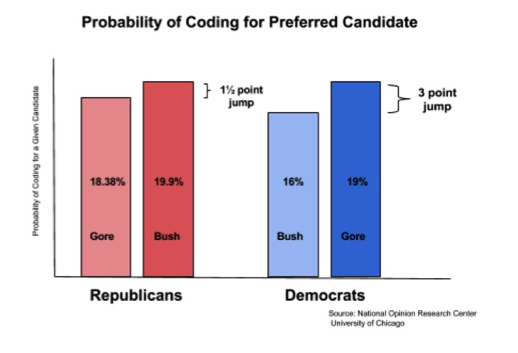 Probability of Coding for Preferred Candidate
Probability of Coding for a Given Candidate
1½ point
jump
3 point
jump
18.38%
19.9%
16%
19%
Gore
Bush
Bush
Gore
Republicans
Democrats
Source: National Opinion Research Center
University of Chicago